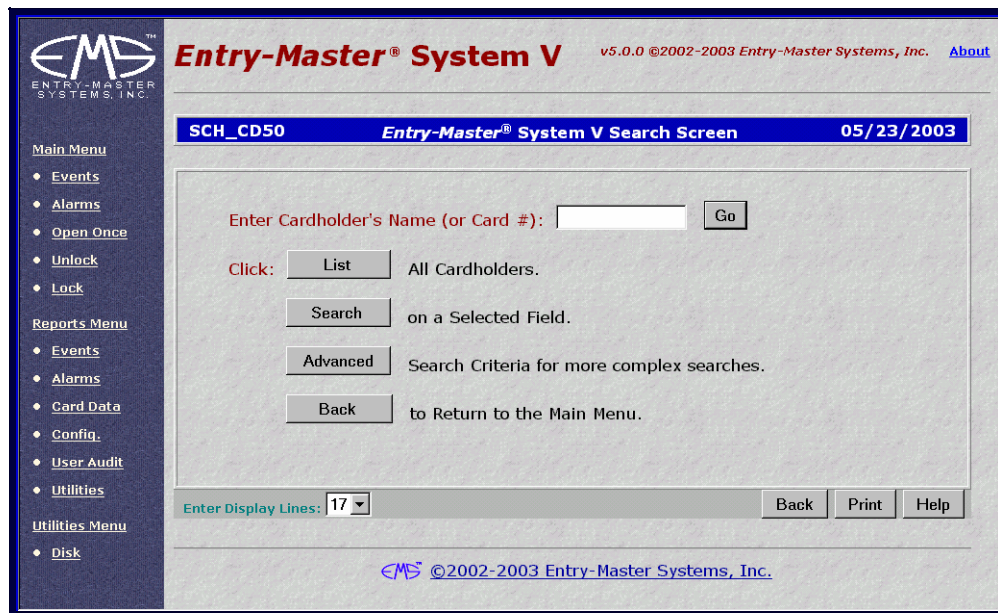 EMS™
ENTRY-MASTER
SYSTEMS, INC.
Main Menu
Events
Alarms
Open Once
Unlock
Lock
Reports Menu
Events
Alarms
Card Data
Config.
User Audit
Utilities
Utilities Menu
Disk
Entry-Master® System V
v5.0.0 ©2002-2003 Entry-Master Systems, Inc. About
SCH_CD50 Entry-Master® System V Search Screen 05/23/2003
Enter Cardholder's Name (or Card #): Go
Click: List All Cardholders.
Search on a Selected Field.
Advanced Search Criteria for more complex searches.
Back to Return to the Main Menu.
Enter Display Lines: 17 Back Print Help
EMS™ ©2002-2003 Entry-Master Systems, Inc.